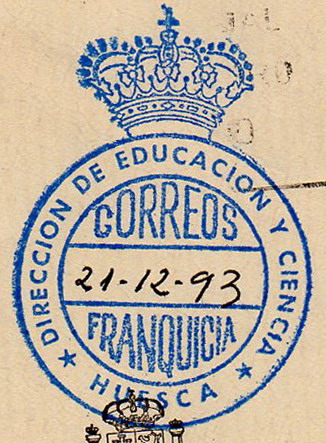 DIRECCION DE EDUCACION Y CIENCIA
CORREOS
21-12-93
FRANQUICIA
★ HUESCA ★